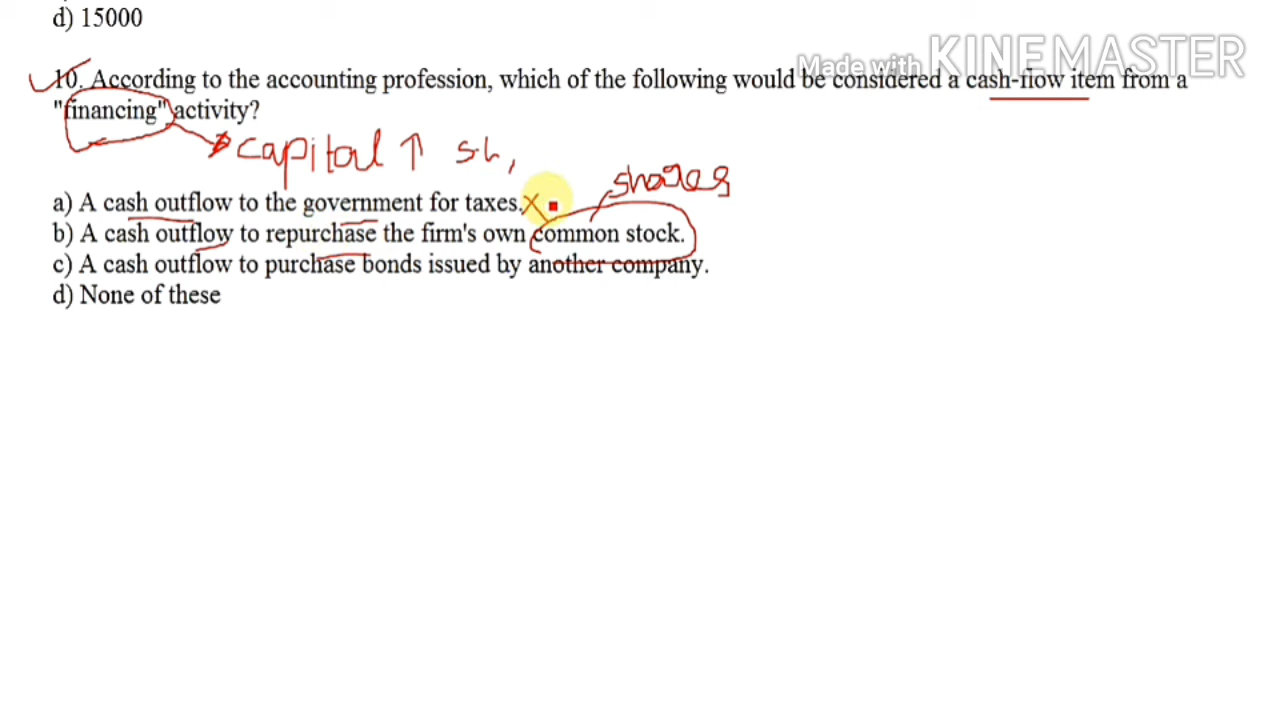 d) 15000
Made with KINEMASTER
10. According to the accounting profession, which of the following would be considered a cash-flow item from a
"financing" activity?
capital ↑ sh,
shares
a) A cash outflow to the government for taxes. X
b) A cash outflow to repurchase the firm's own common stock.
c) A cash outflow to purchase bonds issued by another company.
d) None of these